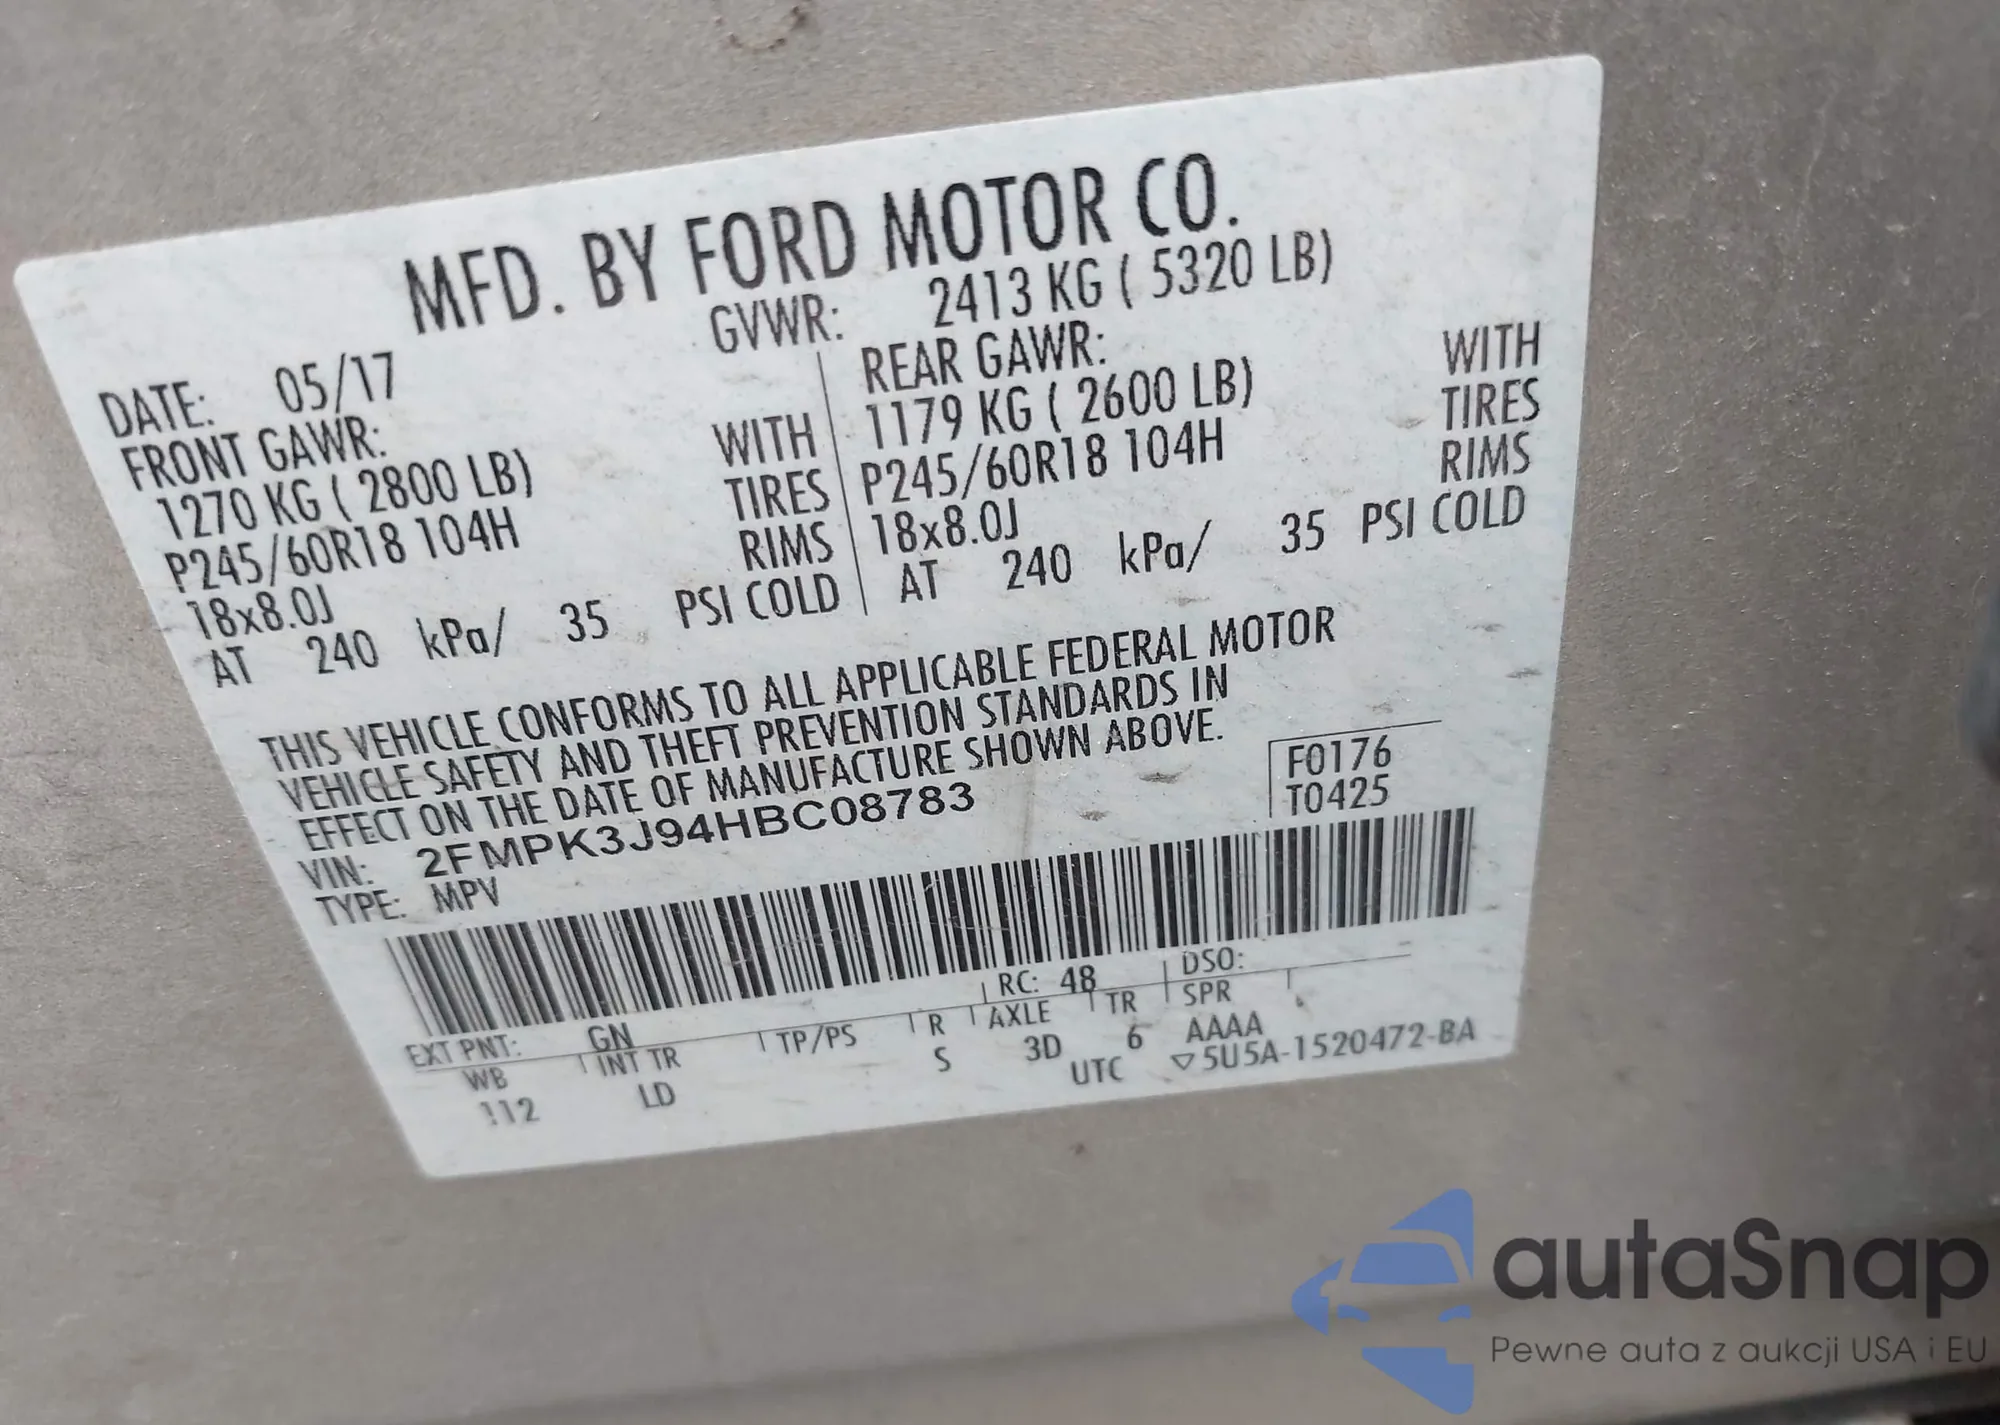 MFD. BY FORD MOTOR CO.
DATE: 05/17 GVWR: 2413 KG ( 5320 LB)
FRONT GAWR: REAR GAWR:
1270 KG ( 2800 LB) WITH 1179 KG ( 2600 LB) WITH
P245/60R18 104H TIRES P245/60R18 104H TIRES
18x8.0J RIMS 18x8.0J RIMS
AT 240 kPa/ 35 PSI COLD AT 240 kPa/ 35 PSI COLD
THIS VEHICLE CONFORMS TO ALL APPLICABLE FEDERAL MOTOR
VEHICLE SAFETY AND THEFT PREVENTION STANDARDS IN
EFFECT ON THE DATE OF MANUFACTURE SHOWN ABOVE.
F0176
T0425
VIN: 2FMPK3J94HBC08783
TYPE: MPV
EXT PNT: GN RC: 48 DSO:
WB INT TR TP/PS R AXLE TR SPR
112 LD S 3D 6 AAAA
UTC ▽5U5A-1520472-BA
autaSnap
Pewne auta z aukcji USA i EU